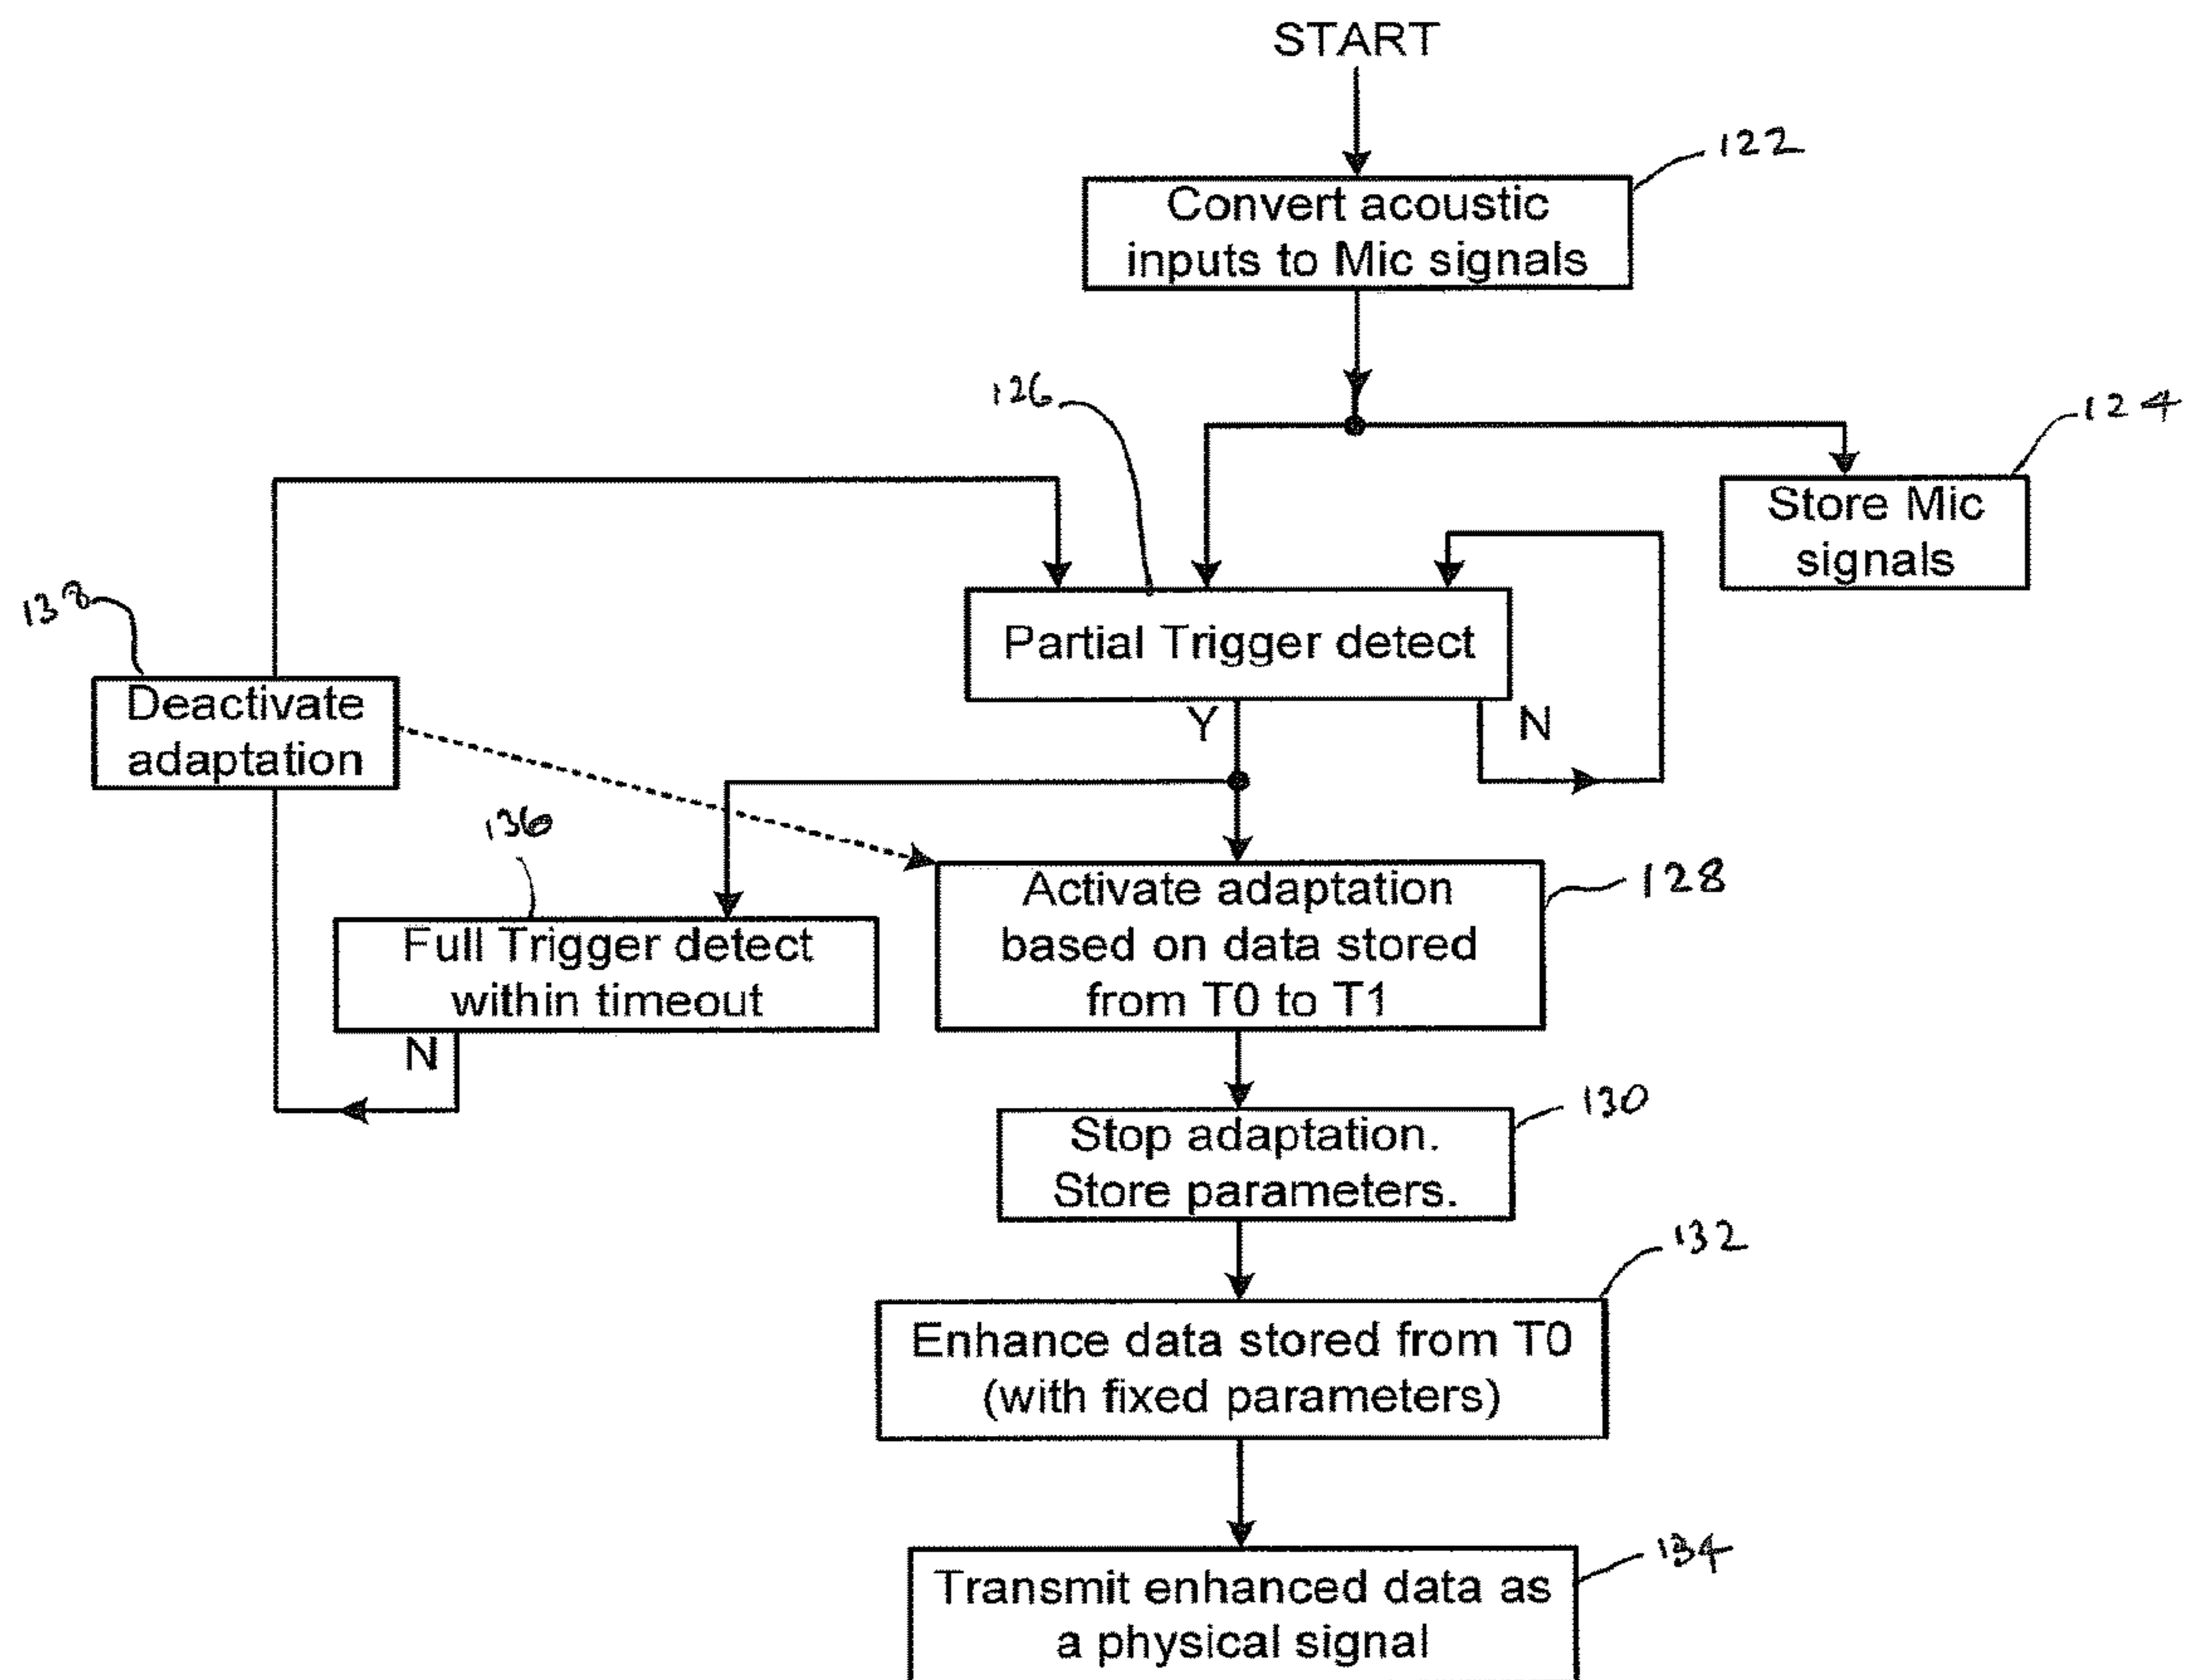 START
122
Convert acoustic
inputs to Mic signals
126
124
Store Mic
signals
138
Partial Trigger detect
Deactivate
adaptation
Y
N
136
128
Activate adaptation
based on data stored
from T0 to T1
Full Trigger detect
within timeout
N
130
Stop adaptation.
Store parameters.
132
Enhance data stored from T0
(with fixed parameters)
134
Transmit enhanced data as
a physical signal